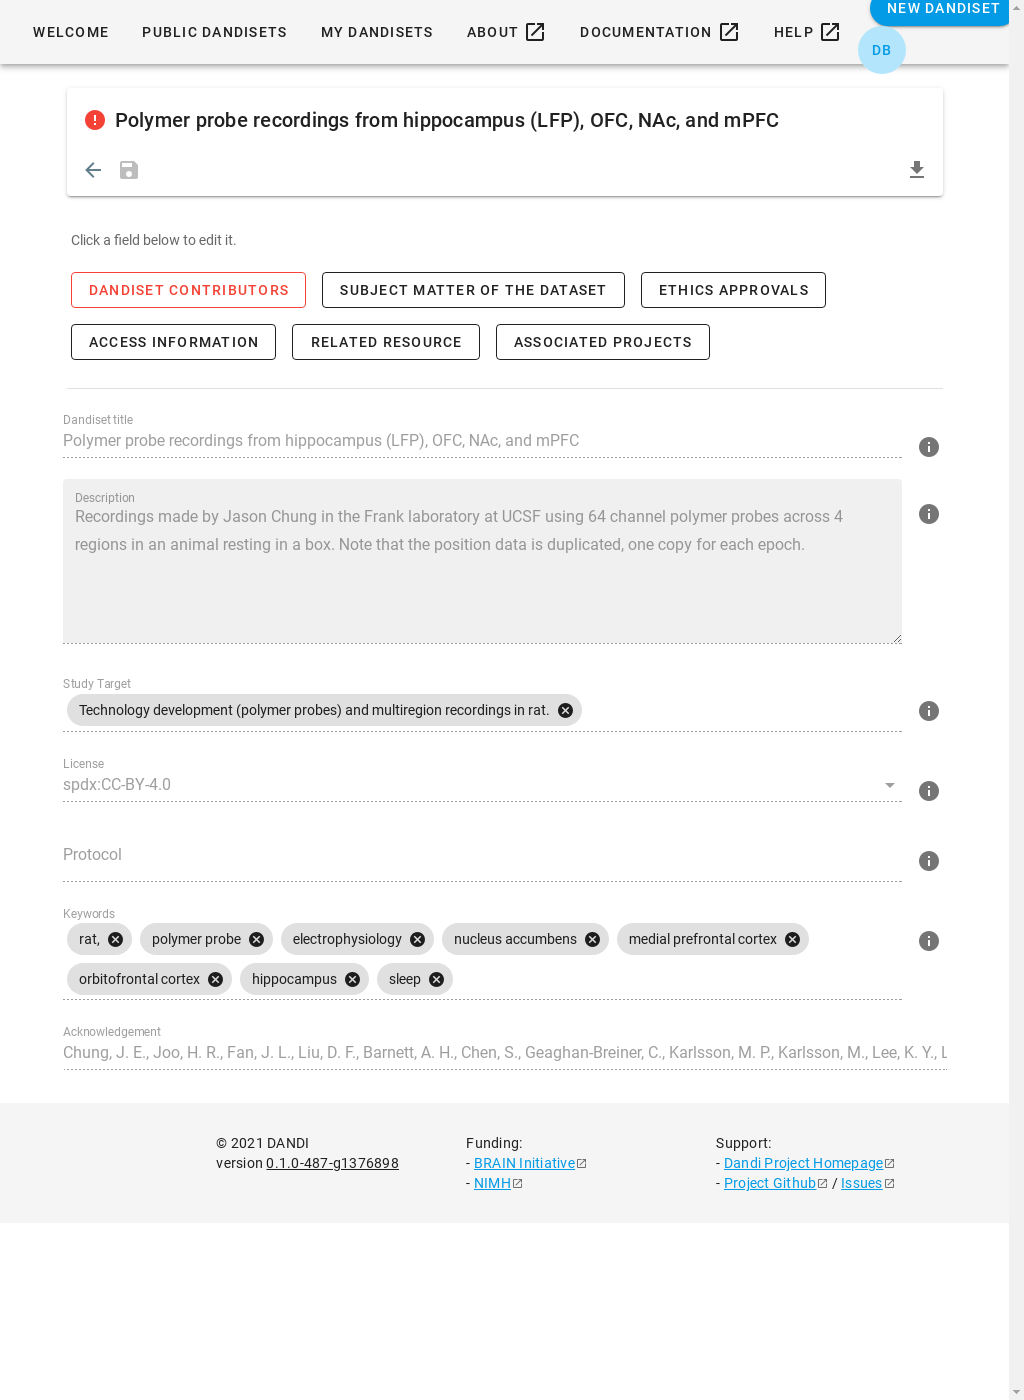 WELCOME PUBLIC DANDISETS MY DANDISETS ABOUT DOCUMENTATION HELP NEW DANDISET
DB
Polymer probe recordings from hippocampus (LFP), OFC, NAc, and mPFC
Click a field below to edit it.
DANDISET CONTRIBUTORS SUBJECT MATTER OF THE DATASET ETHICS APPROVALS
ACCESS INFORMATION RELATED RESOURCE ASSOCIATED PROJECTS
Dandiset title
Polymer probe recordings from hippocampus (LFP), OFC, NAc, and mPFC
Description
Recordings made by Jason Chung in the Frank laboratory at UCSF using 64 channel polymer probes across 4
regions in an animal resting in a box. Note that the position data is duplicated, one copy for each epoch.
Study Target
Technology development (polymer probes) and multiregion recordings in rat.
License
spdx:CC-BY-4.0
Protocol
Keywords
rat, polymer probe electrophysiology nucleus accumbens medial prefrontal cortex
orbitofrontal cortex hippocampus sleep
Acknowledgement
Chung, J. E., Joo, H. R., Fan, J. L., Liu, D. F., Barnett, A. H., Chen, S., Geaghan-Breiner, C., Karlsson, M. P., Karlsson, M., Lee, K. Y., L
© 2021 DANDI
version 0.1.0-487-g1376898
Funding:
- BRAIN Initiative
- NIMH
Support:
- Dandi Project Homepage
- Project Github / Issues